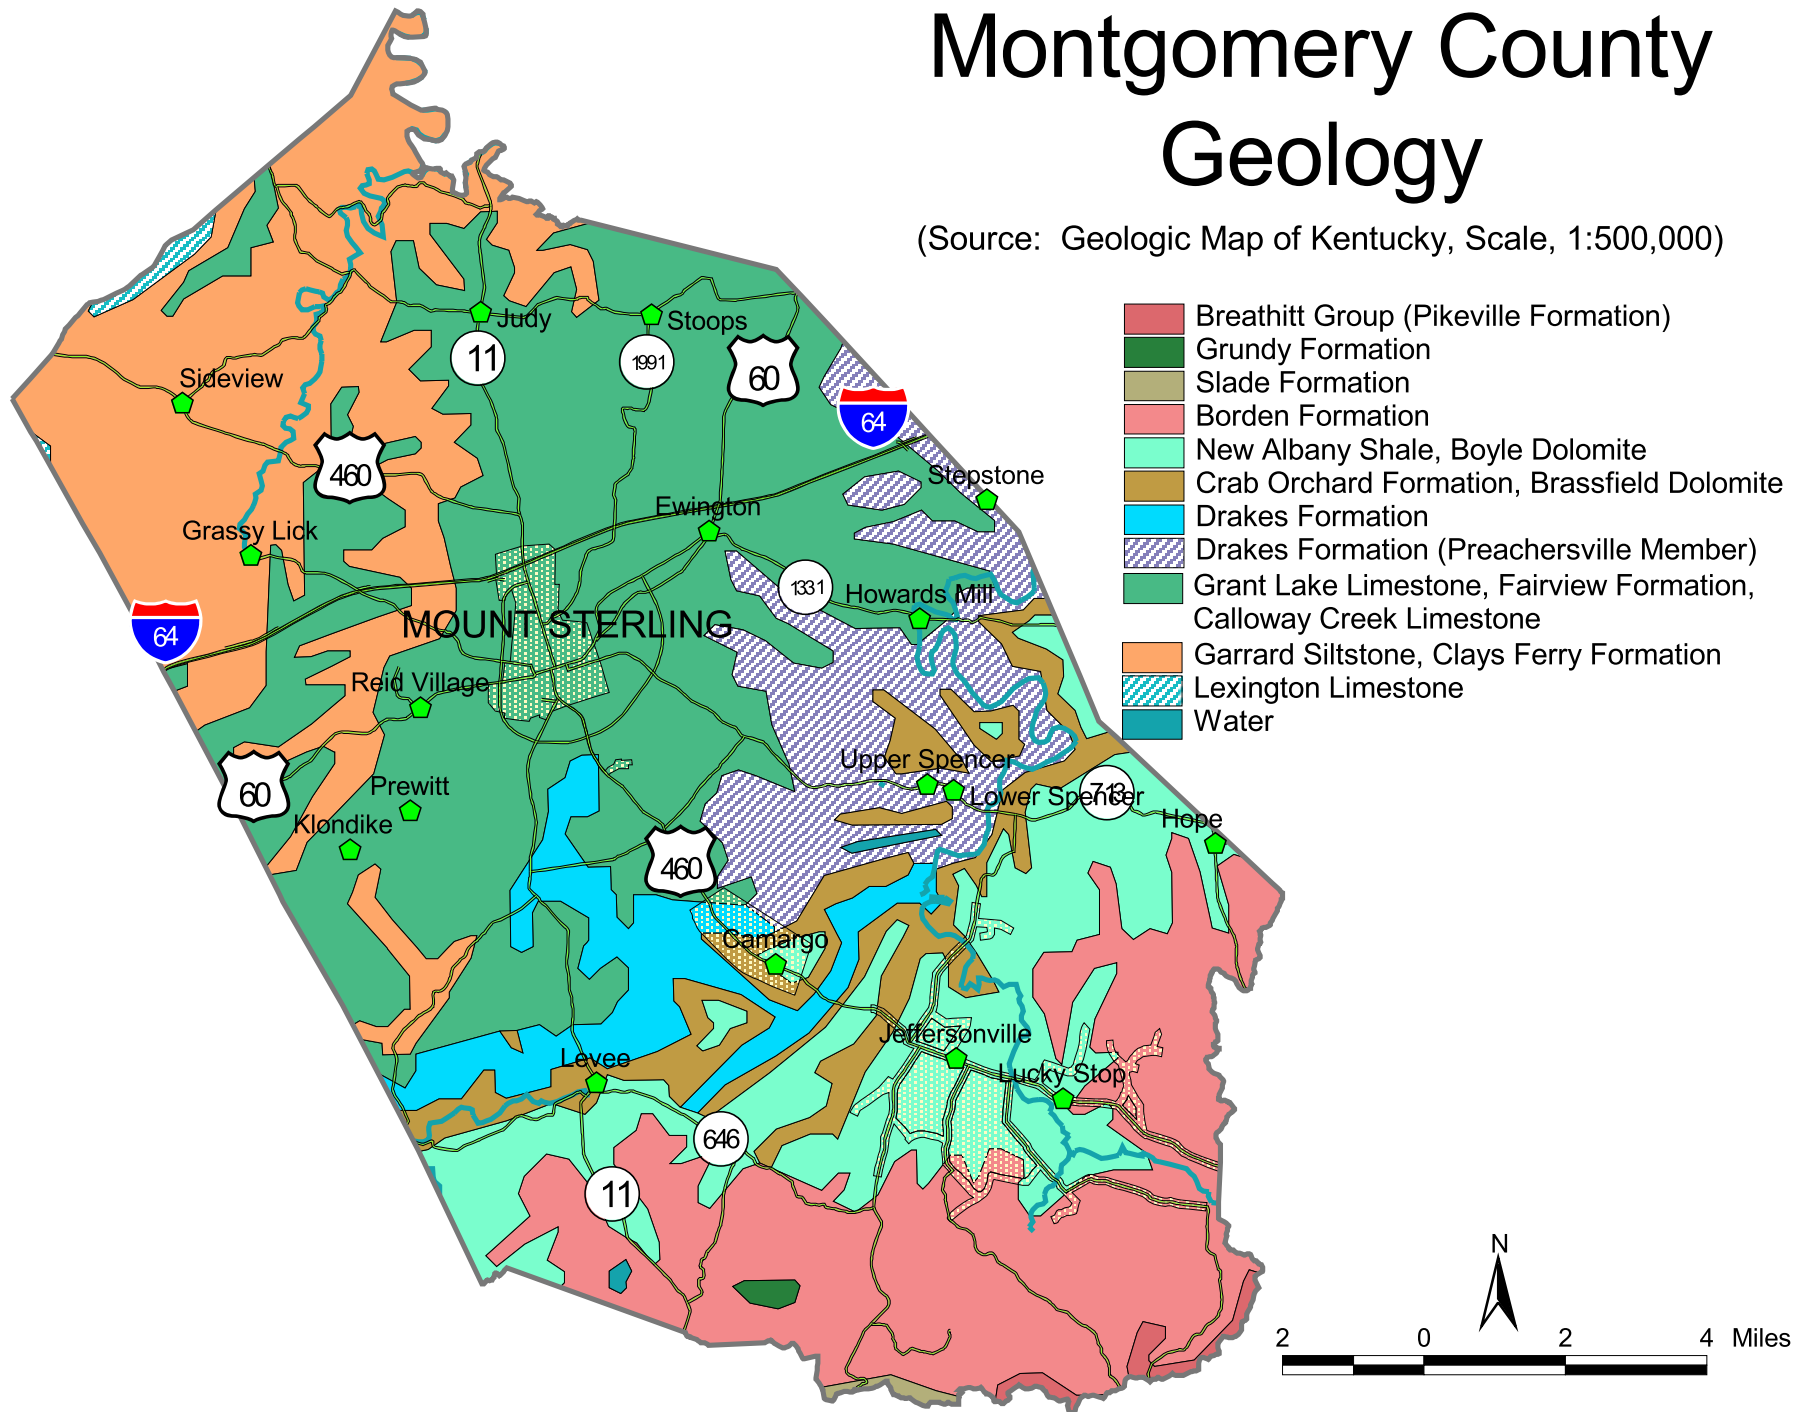 Montgomery County
Geology
(Source: Geologic Map of Kentucky, Scale, 1:500,000)
Breathitt Group (Pikeville Formation)
Grundy Formation
Slade Formation
Borden Formation
New Albany Shale, Boyle Dolomite
Crab Orchard Formation, Brassfield Dolomite
Drakes Formation
Drakes Formation (Preachersville Member)
Grant Lake Limestone, Fairview Formation,
Calloway Creek Limestone
Garrard Siltstone, Clays Ferry Formation
Lexington Limestone
Water
Judy
Stoops
11
1991
60
Sideview
64
460
Stepstone
Ewington
Grassy Lick
1331
Howards Mill
MOUNT STERLING
64
Reid Village
Upper Spencer
60
Prewitt
Lower Spencer
713
Klondike
Hope
460
Camargo
Jeffersonville
Levee
Lucky Stop
646
11
N
2 0 2 4 Miles